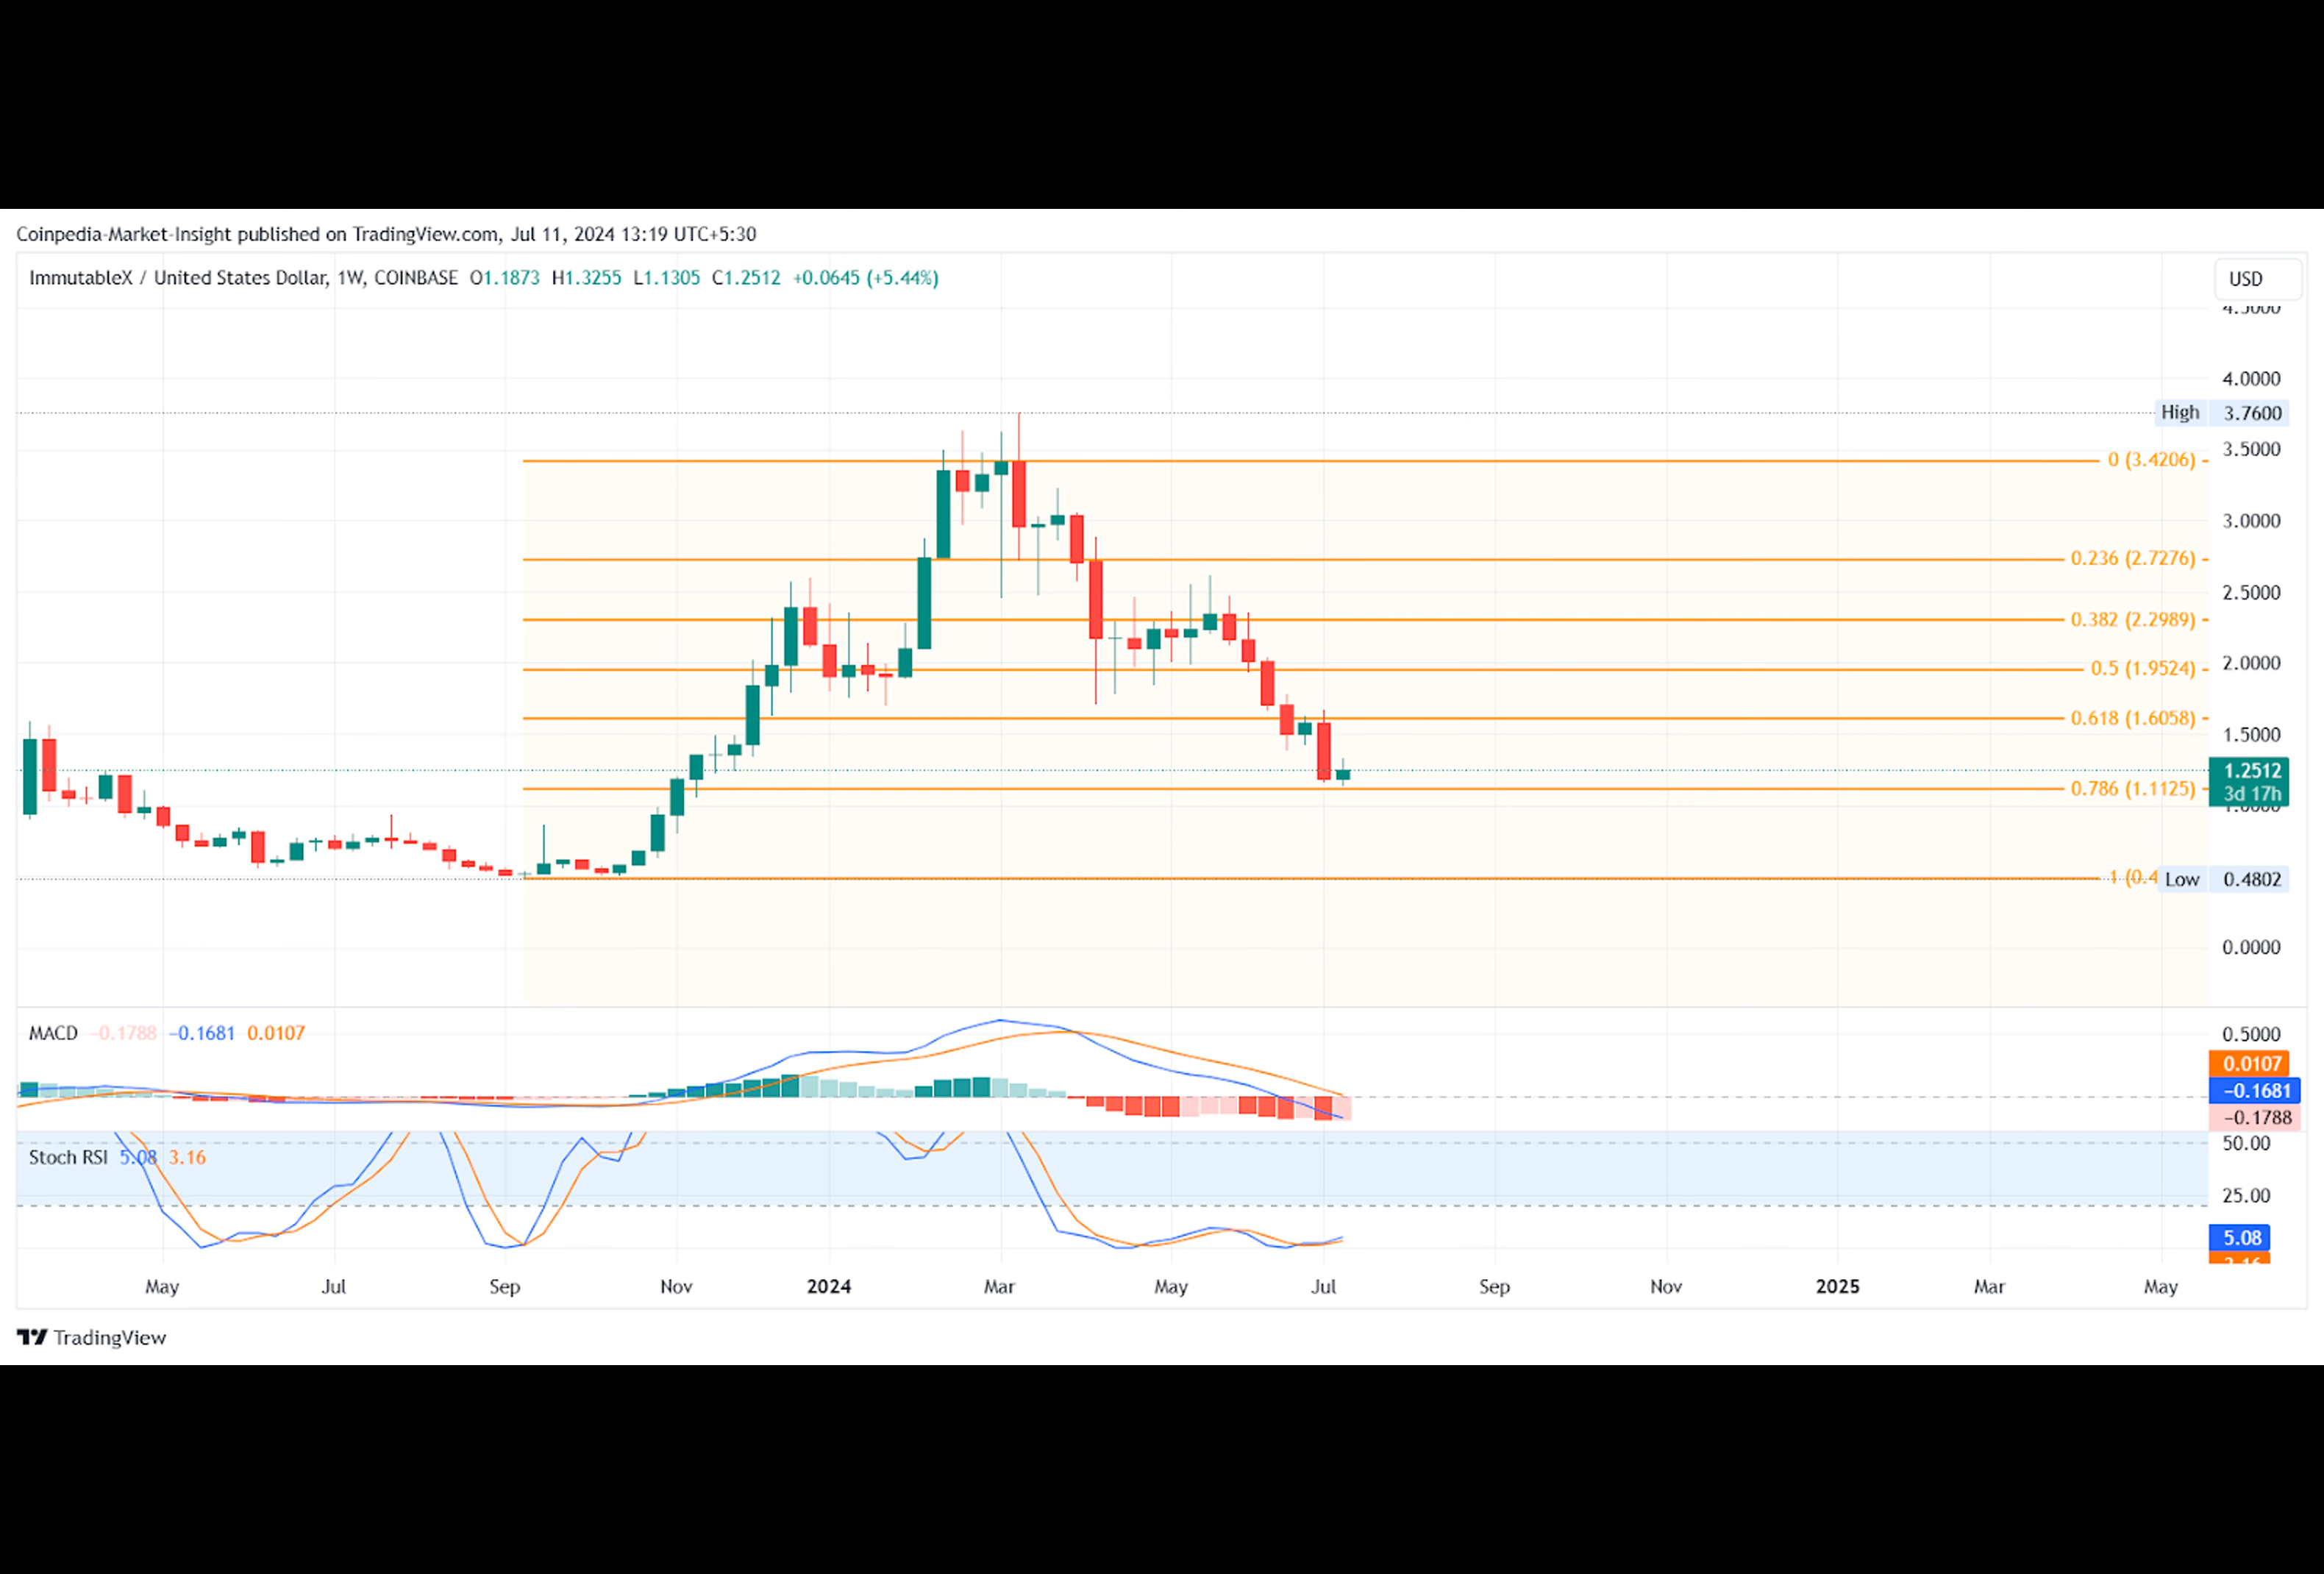 Coinpedia-Market-Insight published on TradingView.com, Jul 11, 2024 13:19 UTC+5:30
ImmutableX / United States Dollar, 1W, COINBASE O1.1873 H1.3255 L1.1305 C1.2512 +0.0645 (+5.44%)
USD
4.0000
High 3.7600
3.5000
0 (3.4206)
3.0000
0.236 (2.7276)
2.5000
0.382 (2.2989)
2.0000
0.5 (1.9524)
0.618 (1.6058)
1.5000
1.2512
3d 17h
0.786 (1.1125)
1 (0.4
Low 0.4802
0.0000
MACD −0.1788 −0.1681 0.0107
0.5000
0.0107
−0.1681
−0.1788
50.00
Stoch RSI 5.08 3.16
25.00
5.08
May Jul Sep Nov 2024 Mar May Jul Sep Nov 2025 Mar May
TradingView